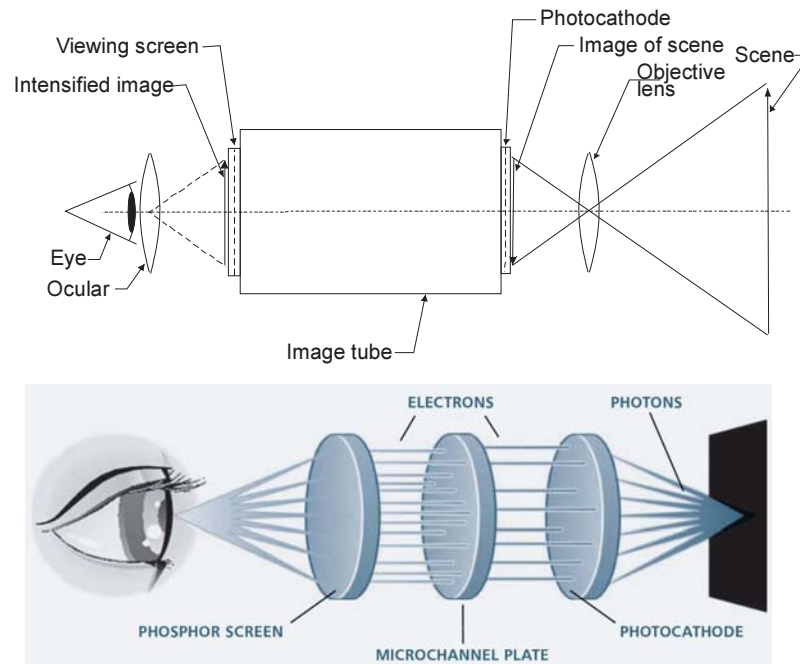 Photocathode
Viewing screen
Image of scene
Scene
Intensified image
Objective
lens
Eye
Ocular
Image tube
ELECTRONS
PHOTONS
PHOSPHOR SCREEN
PHOTOCATHODE
MICROCHANNEL PLATE